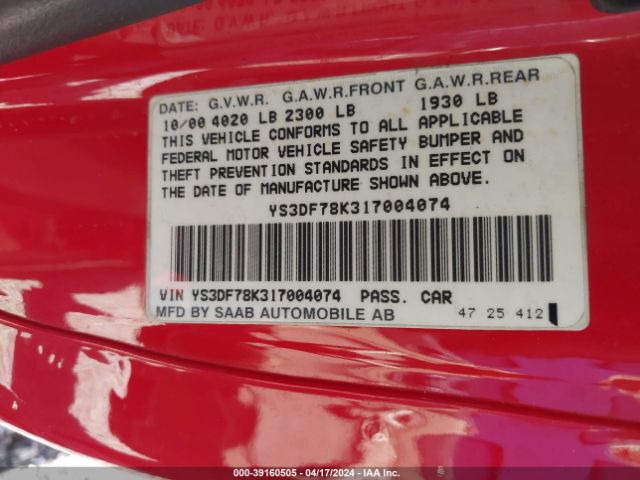 DATE: G.V.W.R. G.A.W.R.FRONT G.A.W.R.REAR
10/00 4020 LB 2300 LB 1930 LB
THIS VEHICLE CONFORMS TO ALL APPLICABLE
FEDERAL MOTOR VEHICLE SAFETY BUMPER AND
THEFT PREVENTION STANDARDS IN EFFECT ON
THE DATE OF MANUFACTURE SHOWN ABOVE.
YS3DF78K317004074
VIN YS3DF78K317004074 PASS. CAR
MFD BY SAAB AUTOMOBILE AB 47 25 412
000-39160505 | 04/17/2024 | IAA Inc.